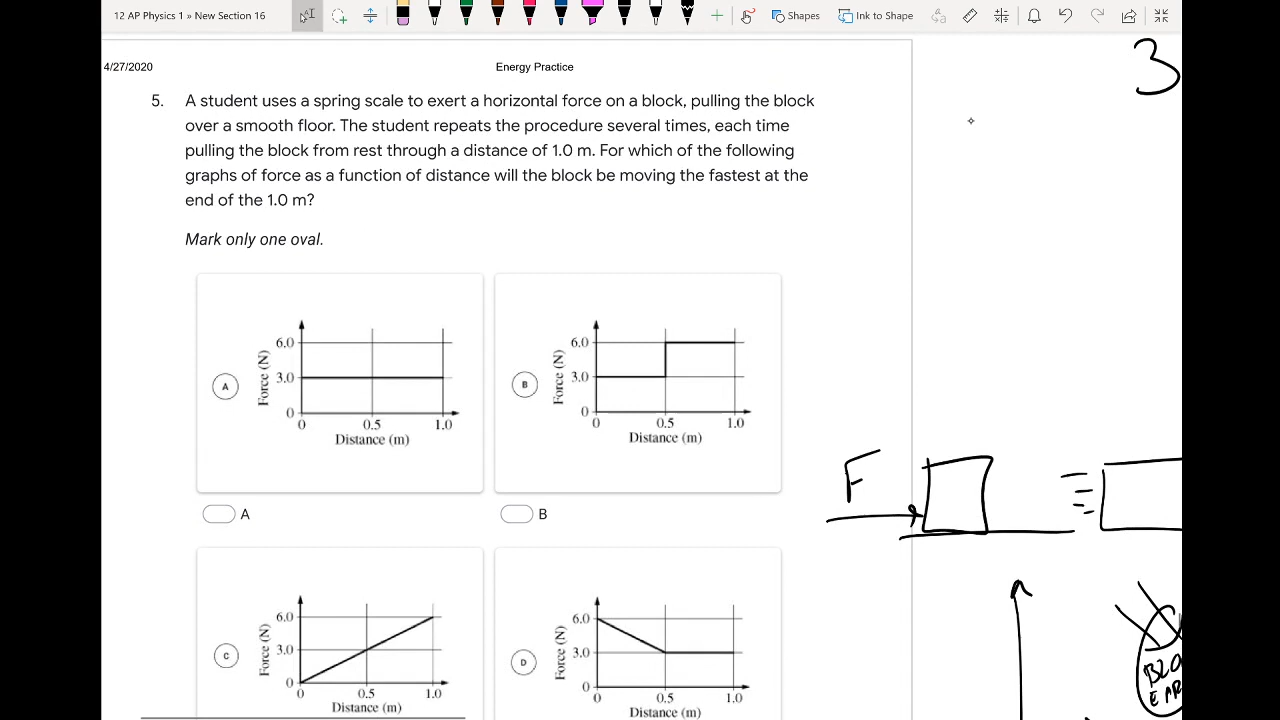 12 AP Physics 1 » New Section 16
Shapes
Ink to Shape
4/27/2020
Energy Practice
3
5. A student uses a spring scale to exert a horizontal force on a block, pulling the block
over a smooth floor. The student repeats the procedure several times, each time
pulling the block from rest through a distance of 1.0 m. For which of the following
graphs of force as a function of distance will the block be moving the fastest at the
end of the 1.0 m?
Mark only one oval.
A
Force (N)
6.0
3.0
0
0 0.5 1.0
Distance (m)
B
Force (N)
6.0
3.0
0
0 0.5 1.0
Distance (m)
F
A
B
C
Force (N)
6.0
3.0
0
0 0.5 1.0
Distance (m)
D
Force (N)
6.0
3.0
0
0 0.5 1.0
Distance (m)